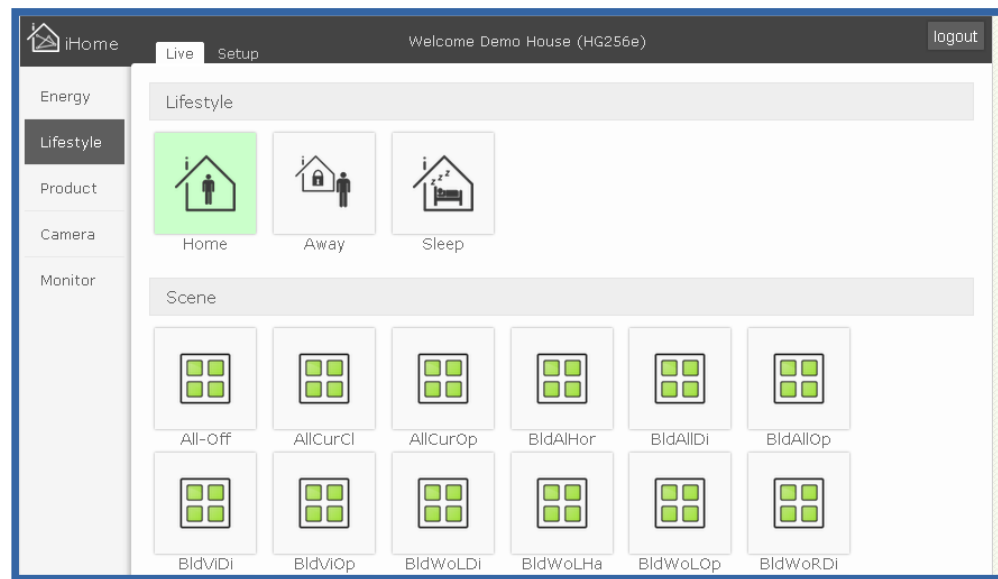 iHome
Live Setup
Welcome Demo House (HG256e)
logout
Energy
Lifestyle
Product
Camera
Monitor
Lifestyle
Home Away Sleep
Scene
All-Off AllCurCl AllCurOp BldAlHor BldAllDi BldAllOp
BldViDi BldViOp BldWoLDi BldWoLHa BldWoLOp BldWoRDi